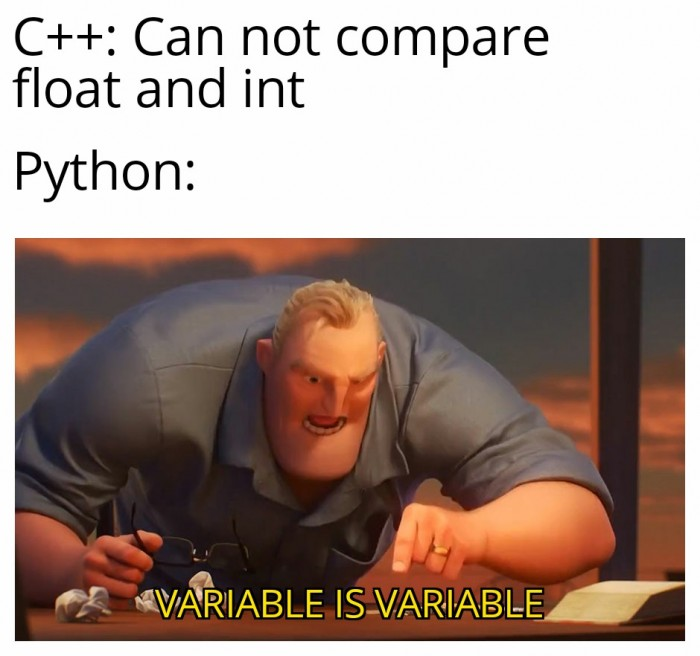 C++: Can not compare
float and int
Python:
VARIABLE IS VARIABLE